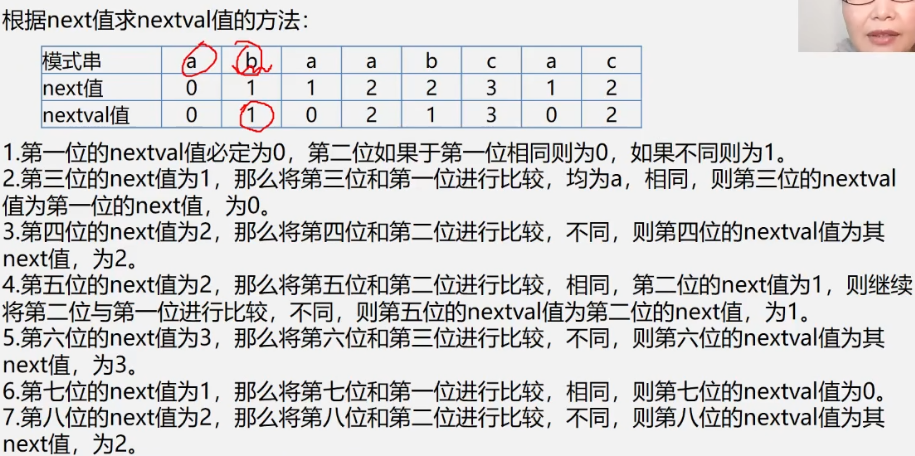 根据next值求nextval值的方法：
模式串 a b a a b c a c
next值 0 1 1 2 2 3 1 2
nextval值 0 1 0 2 1 3 0 2
1.第一位的nextval值必定为0，第二位如果于第一位相同则为0，如果不同则为1。
2.第三位的next值为1，那么将第三位和第一位进行比较，均为a，相同，则第三位的nextval
值为第一位的next值，为0。
3.第四位的next值为2，那么将第四位和第二位进行比较，不同，则第四位的nextval值为其
next值，为2。
4.第五位的next值为2，那么将第五位和第二位进行比较，相同，第二位的next值为1，则继续
将第二位与第一位进行比较，不同，则第五位的nextval值为第二位的next值，为1。
5.第六位的next值为3，那么将第六位和第三位进行比较，不同，则第六位的nextval值为其
next值，为3。
6.第七位的next值为1，那么将第七位和第一位进行比较，相同，则第七位的nextval值为0。
7.第八位的next值为2，那么将第八位和第二位进行比较，不同，则第八位的nextval值为其
next值，为2。